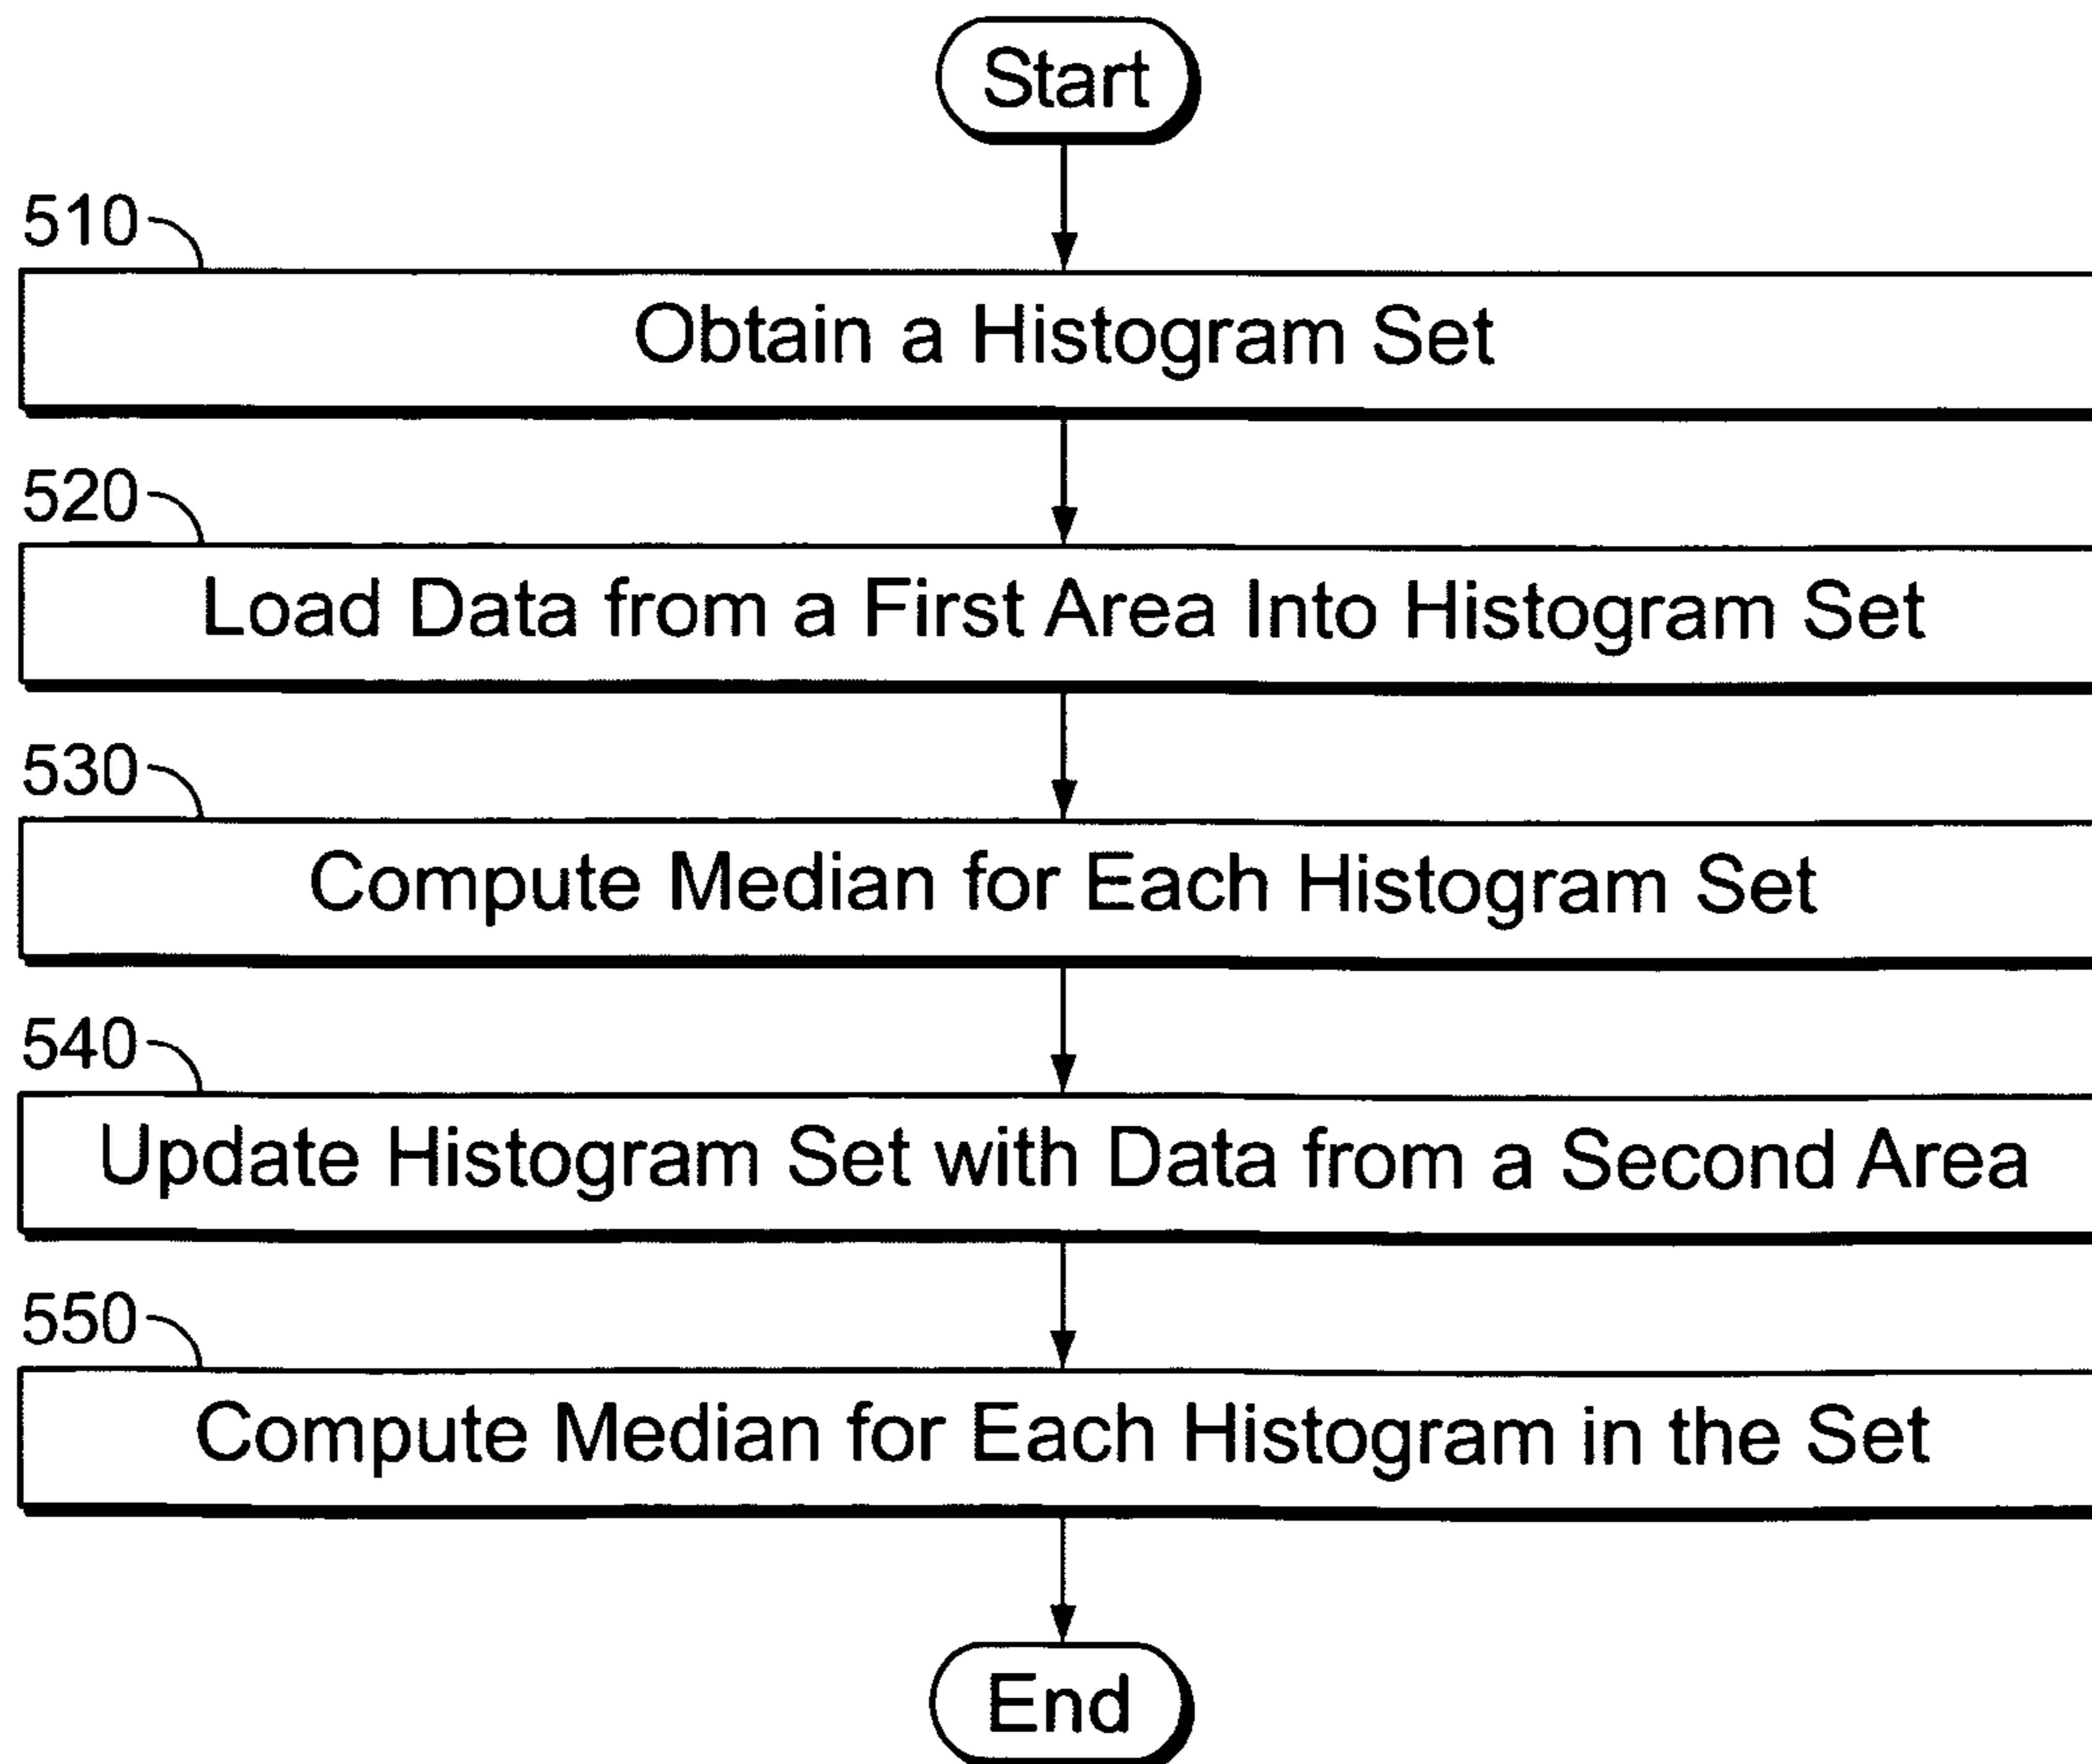 Start
510
Obtain a Histogram Set
520
Load Data from a First Area Into Histogram Set
530
Compute Median for Each Histogram Set
540
Update Histogram Set with Data from a Second Area
550
Compute Median for Each Histogram in the Set
End